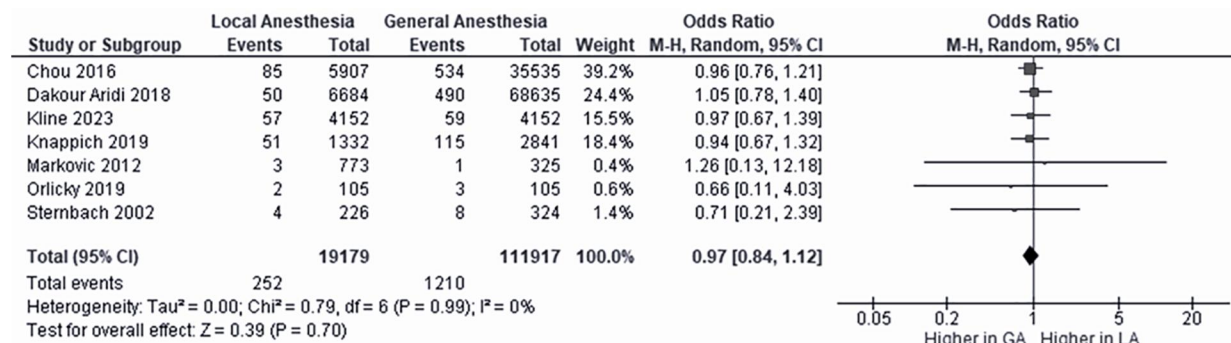 Local Anesthesia General Anesthesia Odds Ratio Odds Ratio
Study or Subgroup Events Total Events Total Weight M-H, Random, 95% CI M-H, Random, 95% CI
Chou 2016 85 5907 534 35535 39.2% 0.96 [0.76, 1.21]
Dakour Aridi 2018 50 6684 490 68635 24.4% 1.05 [0.78, 1.40]
Kline 2023 57 4152 59 4152 15.5% 0.97 [0.67, 1.39]
Knappich 2019 51 1332 115 2841 18.4% 0.94 [0.67, 1.32]
Markovic 2012 3 773 1 325 0.4% 1.26 [0.13, 12.18]
Orlicky 2019 2 105 3 105 0.6% 0.66 [0.11, 4.03]
Sternbach 2002 4 226 8 324 1.4% 0.71 [0.21, 2.39]
Total (95% CI) 19179 111917 100.0% 0.97 [0.84, 1.12]
Total events 252 1210
Heterogeneity: Tau² = 0.00; Chi² = 0.79, df = 6 (P = 0.99); I² = 0%
Test for overall effect: Z = 0.39 (P = 0.70)
0.05 0.2 1 5 20
Higher in GA Higher in LA